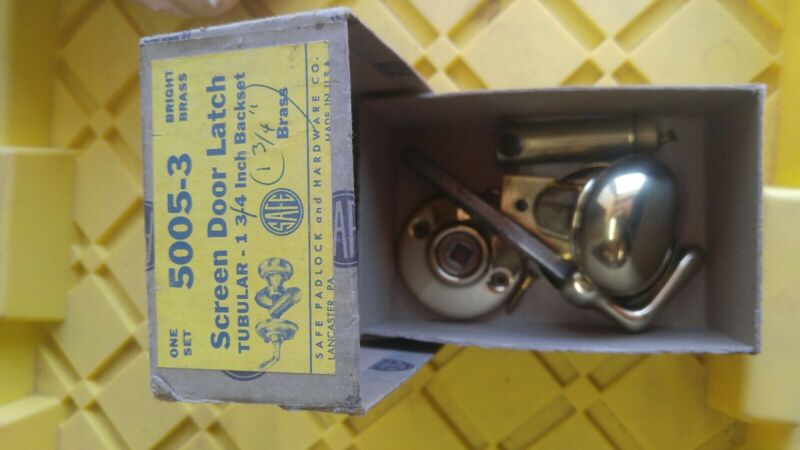 ONE SET 5005-3 BRIGHT BRASS
Screen Door Latch
TUBULAR - 1 3/4 Inch Backset
(1 3/4") Brass
SAFE
SAFE PADLOCK and HARDWARE CO.
LANCASTER, PA. MADE IN U.S.A.